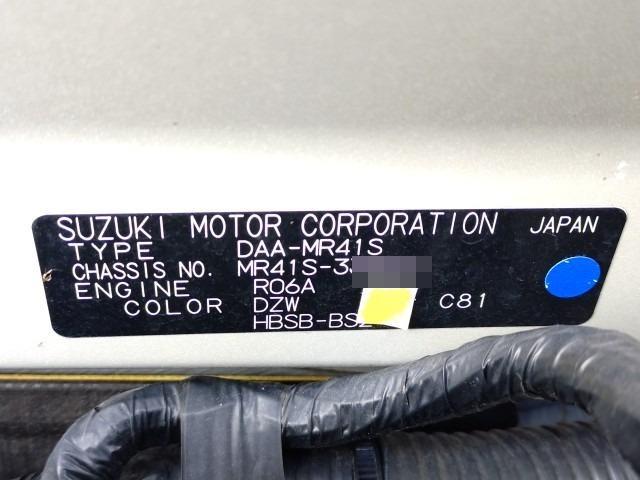 SUZUKI MOTOR CORPORATION JAPAN
TYPE DAA-MR41S
CHASSIS NO. MR41S-3
ENGINE R06A
COLOR DZW C81
HBSB-BS